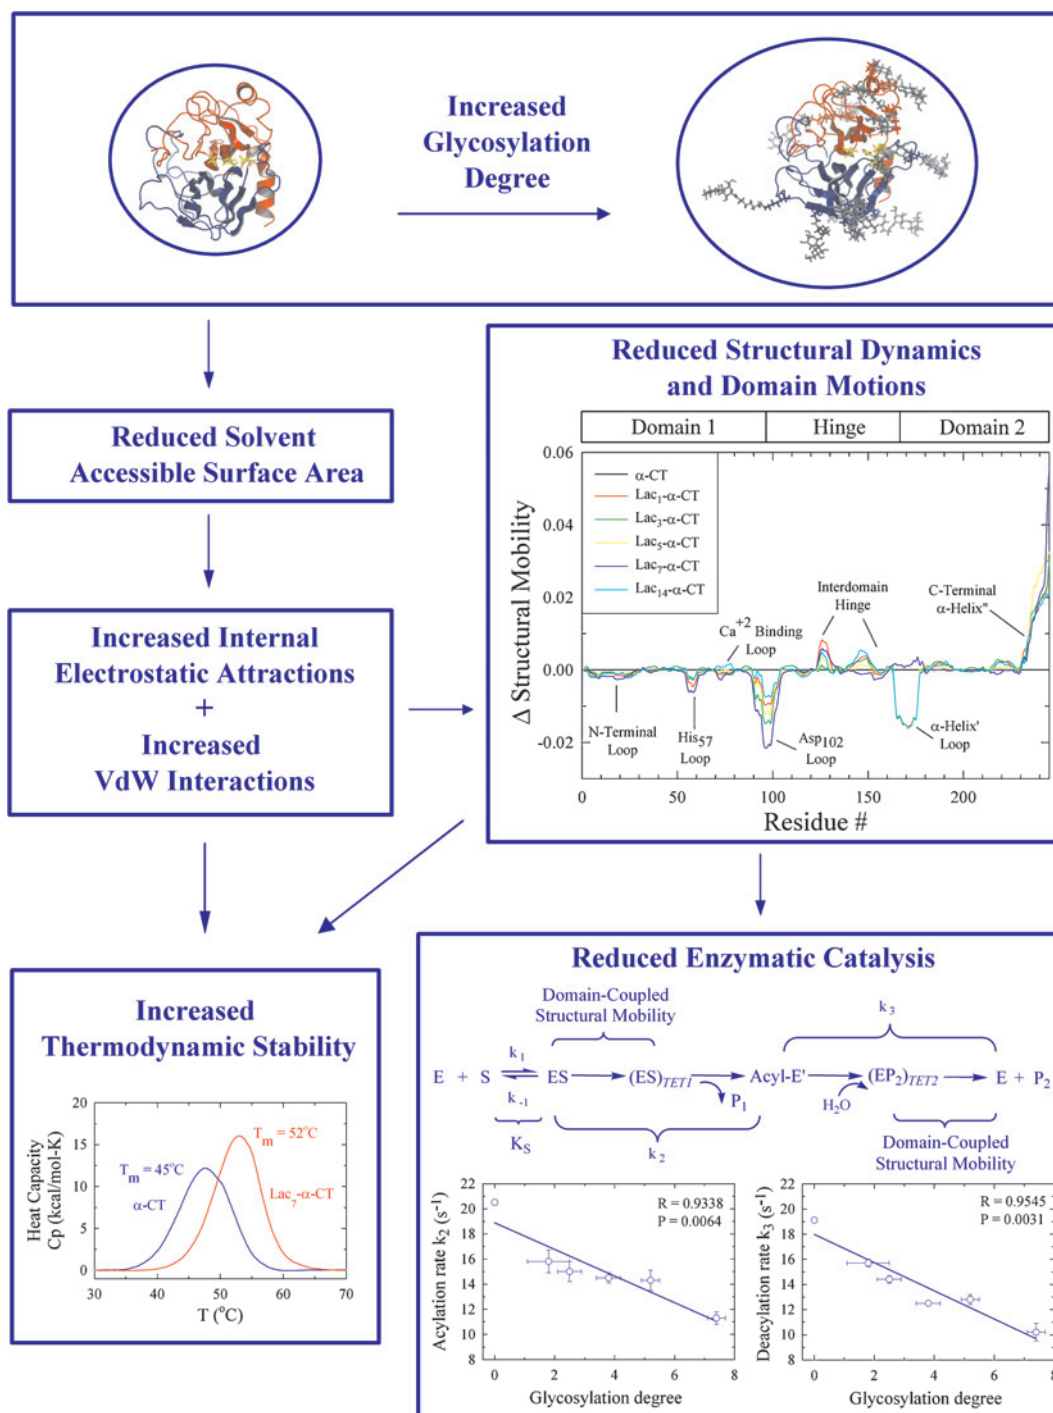 Increased
Glycosylation
Degree
Reduced Solvent
Accessible Surface Area
Increased Internal
Electrostatic Attractions
+
Increased
VdW Interactions
Reduced Structural Dynamics
and Domain Motions
Domain 1 Hinge Domain 2
0.06
0.04
0.02
0.00
-0.02
Δ Structural Mobility
α-CT
Lac1-α-CT
Lac3-α-CT
Lac5-α-CT
Lac7-α-CT
Lac14-α-CT
Ca+2 Binding
Loop
Interdomain
Hinge
C-Terminal
α-Helix"
N-Terminal
Loop
His57
Loop
Asp102
Loop
α-Helix'
Loop
0 50 100 150 200
Residue #
Increased
Thermodynamic Stability
20
15
10
5
0
Heat Capacity
Cp (kcal/mol-K)
Tm = 52°C
Tm = 45°C
α-CT
Lac7-α-CT
30 40 50 60 70
T (°C)
Reduced Enzymatic Catalysis
Domain-Coupled
Structural Mobility
k3
k1
E + S ES (ES)TET1 Acyl-E' (EP2)TET2 E + P2
k-1
P1
H2O
KS
k2
Domain-Coupled
Structural Mobility
22
20
18
16
14
12
10
8
Acylation rate k2 (s-1)
R = 0.9338
P = 0.0064
0 2 4 6 8
Glycosylation degree
22
20
18
16
14
12
10
8
Deacylation rate k3 (s-1)
R = 0.9545
P = 0.0031
0 2 4 6 8
Glycosylation degree